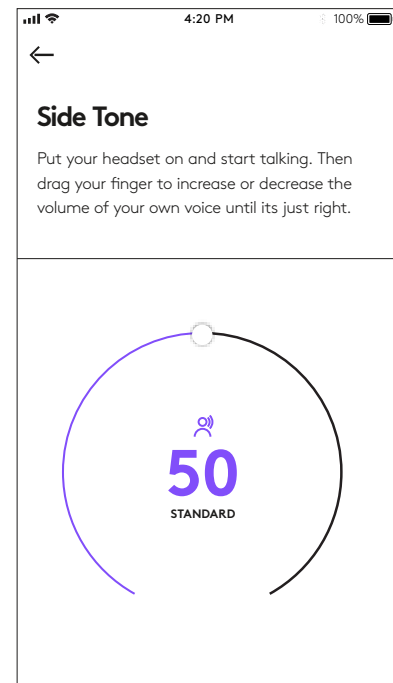 4:20 PM
100%
Side Tone
Put your headset on and start talking. Then
drag your finger to increase or decrease the
volume of your own voice until its just right.
50
STANDARD